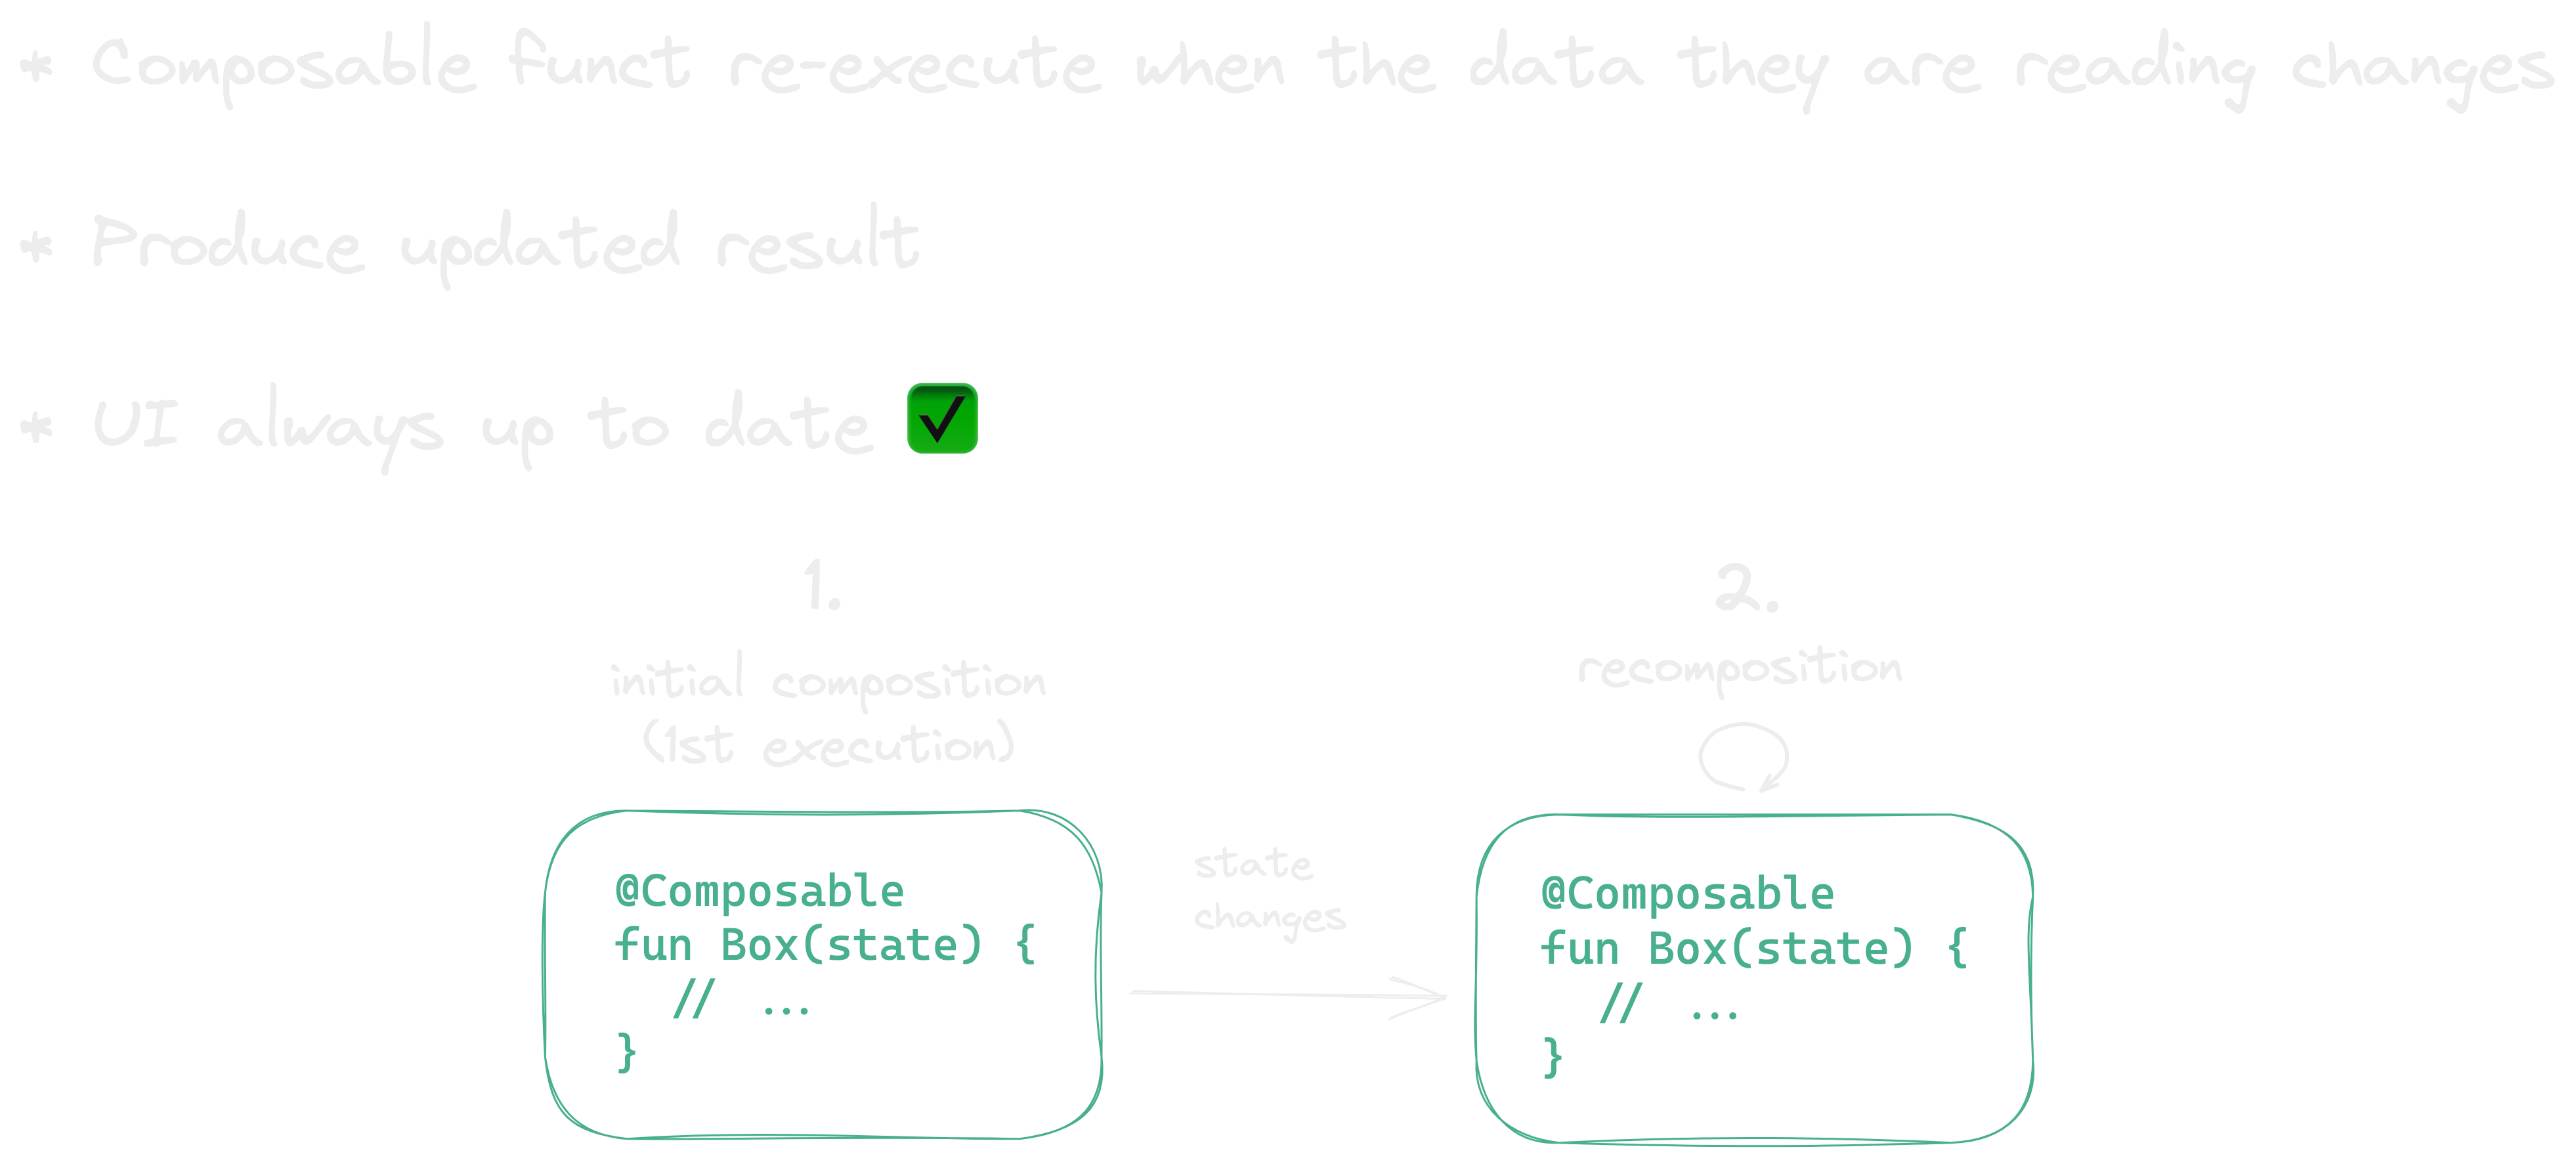 * Composable funct re-execute when the data they are reading changes
* Produce updated result
* UI always up to date ✅
1.
initial composition
(1st execution)
@Composable
fun Box(state) {
  // ...
}
state
changes
2.
recomposition
@Composable
fun Box(state) {
  // ...
}